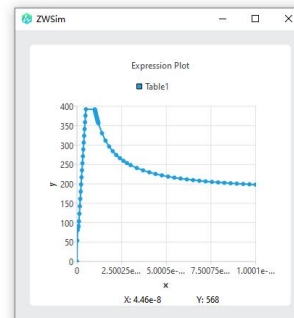 ZWSim
Expression Plot
Table1
400
350
300
250
200
150
100
50
0
y
0 2.50025e-... 5.0005e-... 7.50075e-... 1.0001e-...
x
X: 4.46e-8 Y: 568